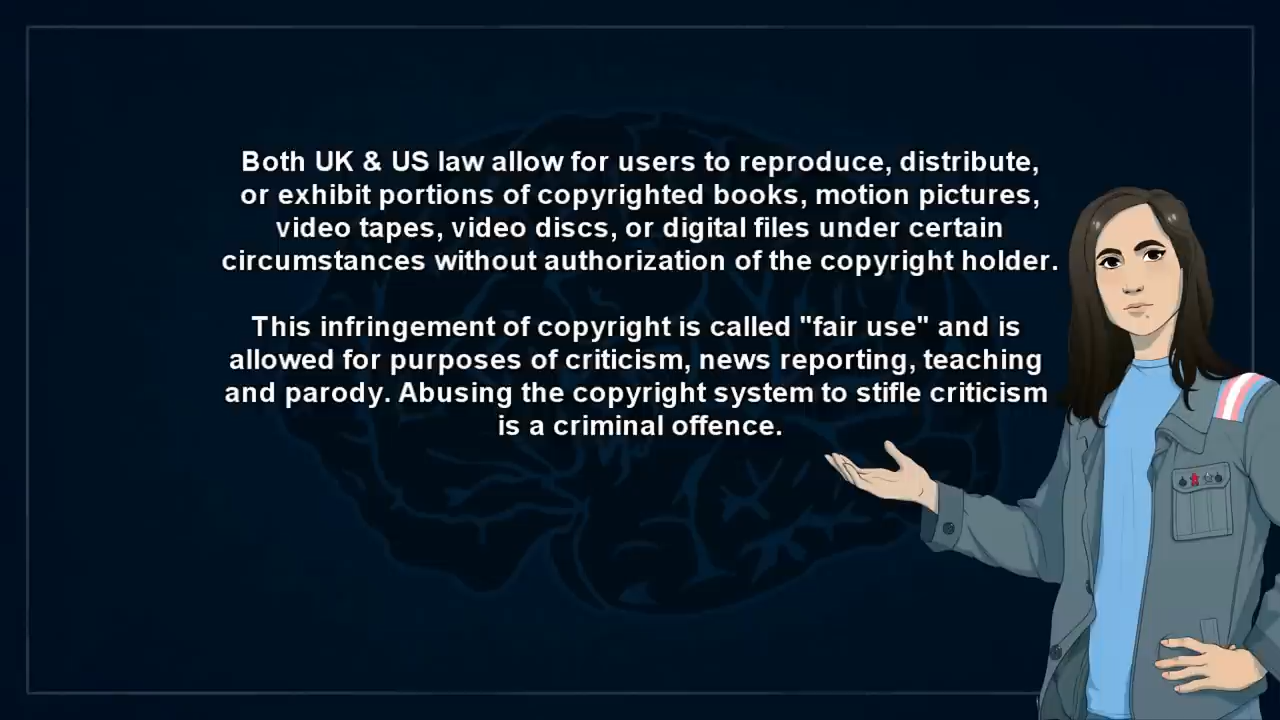 Both UK & US law allow for users to reproduce, distribute,
or exhibit portions of copyrighted books, motion pictures,
video tapes, video discs, or digital files under certain
circumstances without authorization of the copyright holder.
This infringement of copyright is called "fair use" and is
allowed for purposes of criticism, news reporting, teaching
and parody. Abusing the copyright system to stifle criticism
is a criminal offence.